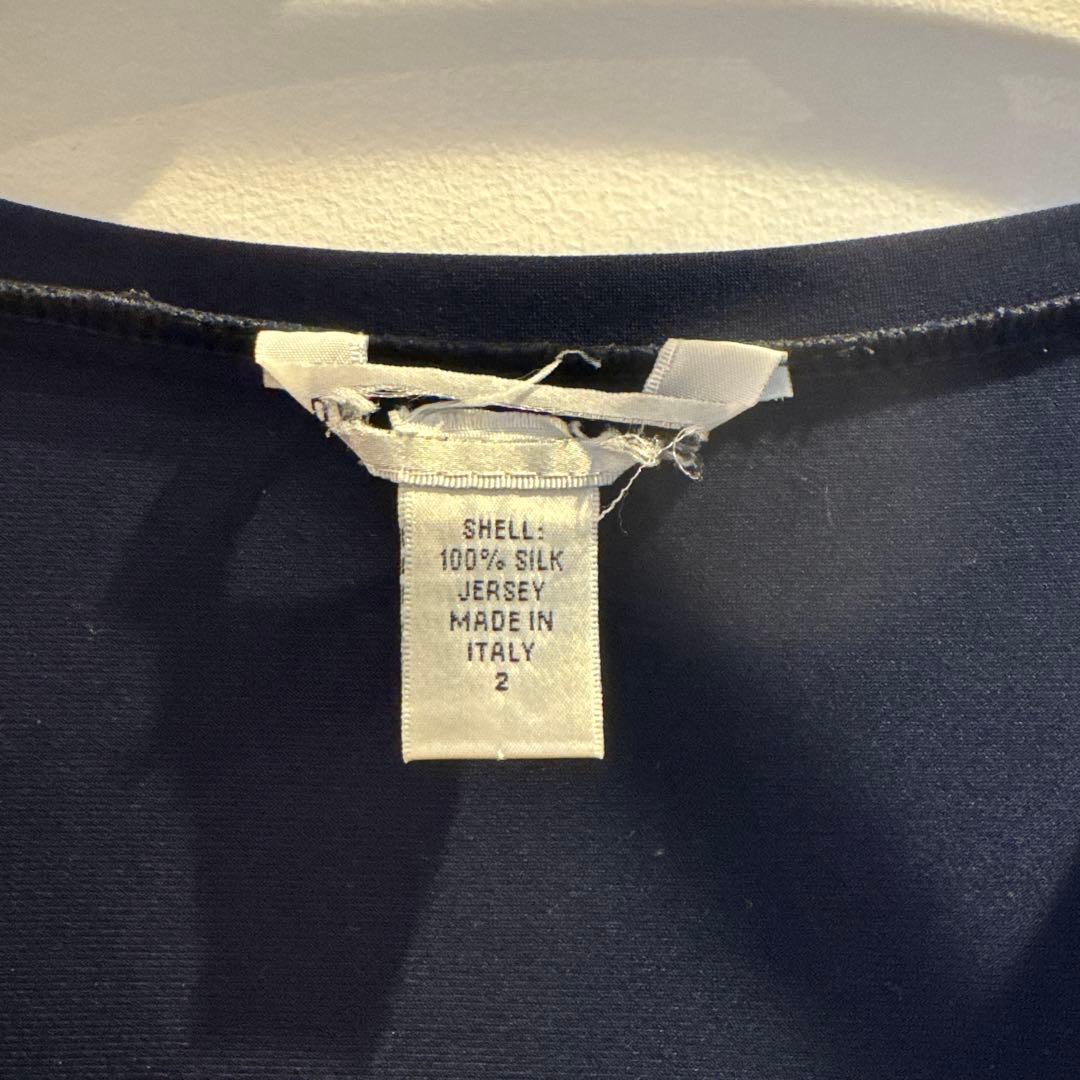 SHELL:
100% SILK
JERSEY
MADE IN
ITALY
2